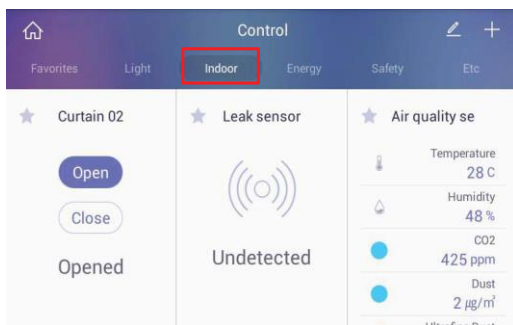 Control
Favorites Light Indoor Energy Safety Etc
Curtain 02
Open
Close
Opened
Leak sensor
Undetected
Air quality se
Temperature
28 C
Humidity
48 %
CO2
425 ppm
Dust
2 µg/m³